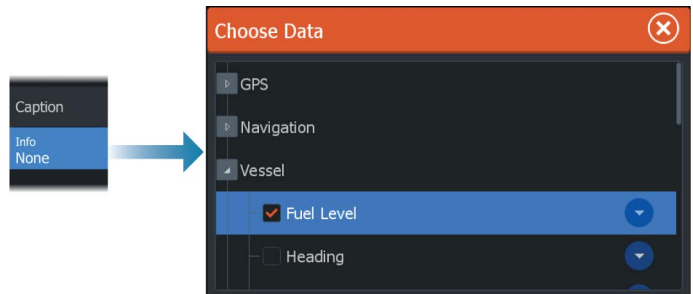 Caption
Info
None
Choose Data
GPS
Navigation
Vessel
Fuel Level
Heading